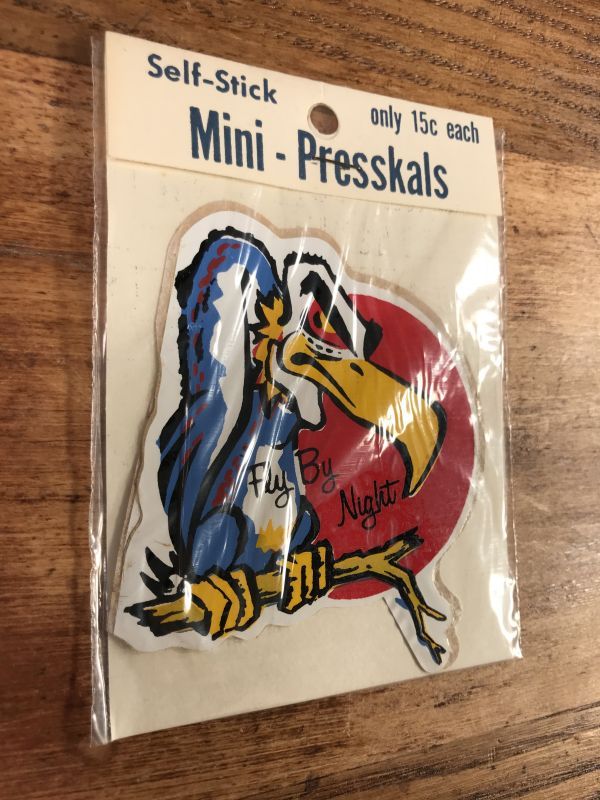 Self-Stick
only 15c each
Mini - Presskals
Fly By
Night